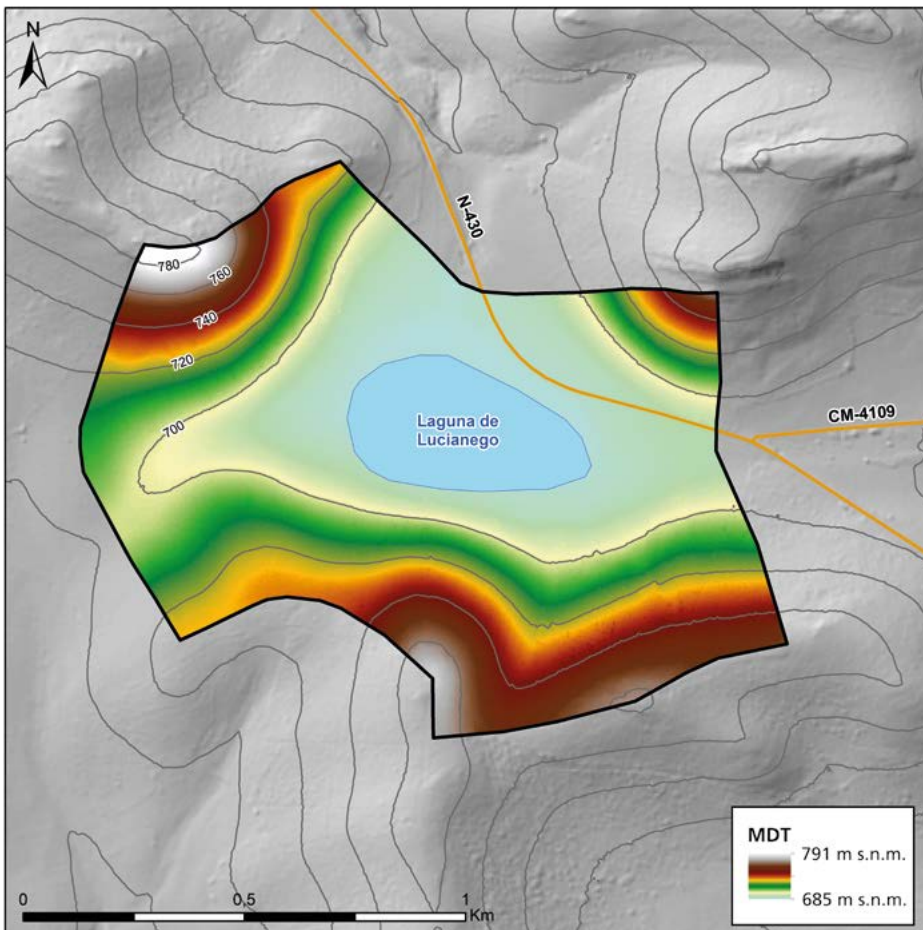 N
N-430
780
760
740
720
700
Laguna de
Lucianego
CM-4109
MDT
791 m s.n.m.
685 m s.n.m.
0 0,5 1
Km